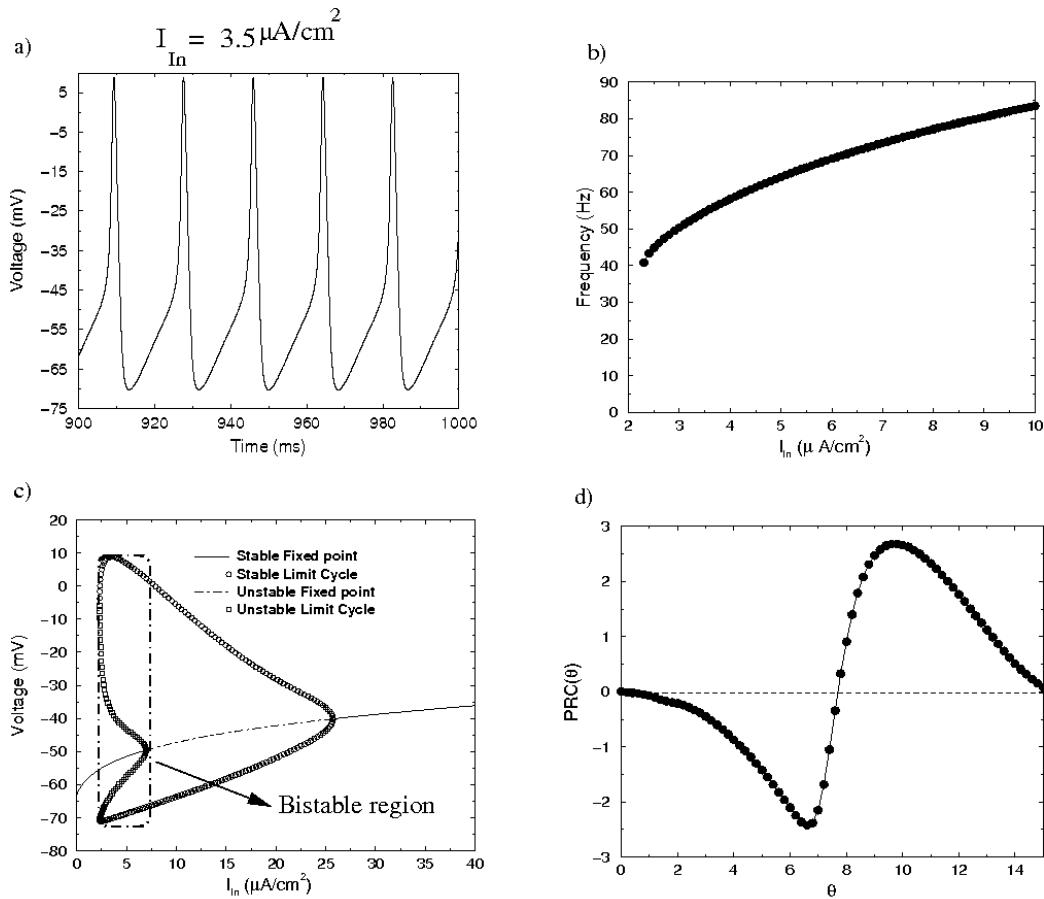 I_In = 3.5 μA/cm²
a)
5
−5
−15
−25
−35
−45
−55
−65
−75
Voltage (mV)
900 920 940 960 980 1000
Time (ms)
b)
90
80
70
60
50
40
30
20
10
0
Frequency (Hz)
2 3 4 5 6 7 8 9 10
I_In (μ A/cm²)
c)
20
10
0
−10
−20
−30
−40
−50
−60
−70
−80
Voltage (mV)
Stable Fixed point
Stable Limit Cycle
Unstable Fixed point
Unstable Limit Cycle
Bistable region
0 5 10 15 20 25 30 35 40
I_In (μA/cm²)
d)
3
2
1
0
−1
−2
−3
PRC(θ)
0 2 4 6 8 10 12 14
θ